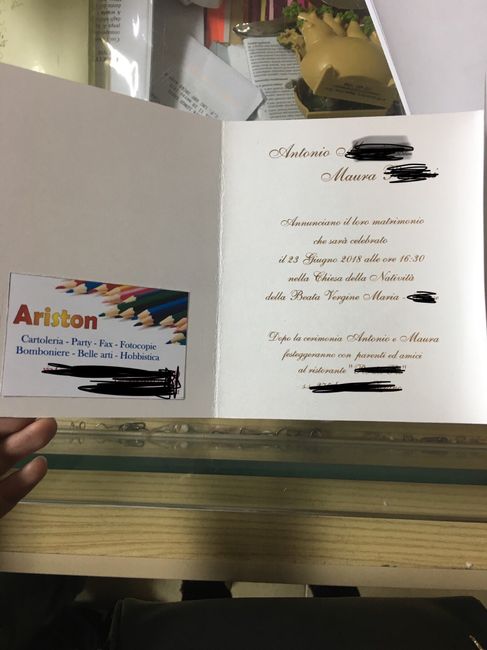 Antonio
Maura
Annunciano il loro matrimonio
che sarà celebrato
il 23 Giugno 2018 alle ore 16:30
nella Chiesa della Natività
della Beata Vergine Maria -
Dopo la cerimonia Antonio e Maura
festeggeranno con parenti ed amici
al ristorante " "
Ariston
Cartoleria - Party - Fax - Fotocopie
Bomboniere - Belle arti - Hobbistica